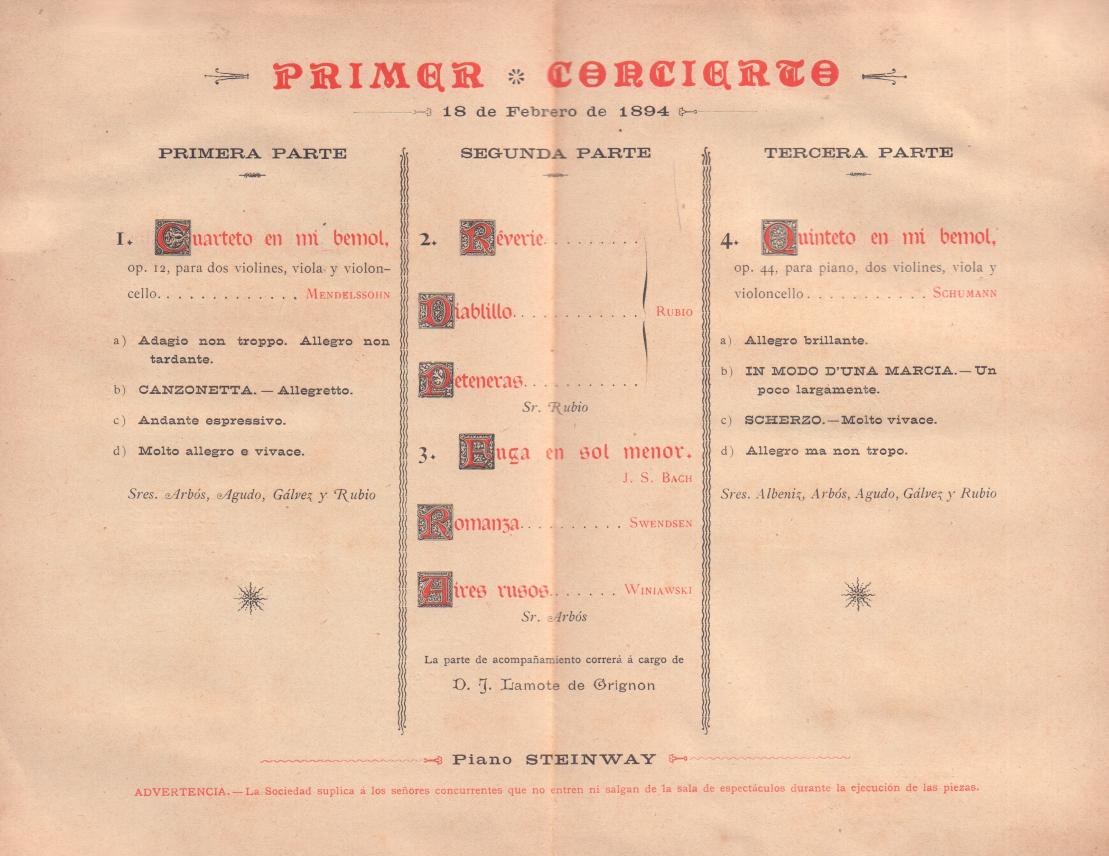 PRIMER CONCIERTO
18 de Febrero de 1894
PRIMERA PARTE
1. Cuarteto en mi bemol,
op. 12, para dos violines, viola y violon-
cello. . . . . . . . . . . . . MENDELSSOHN
a) Adagio non troppo. Allegro non
tardante.
b) CANZONETTA. — Allegretto.
c) Andante espressivo.
d) Molto allegro e vivace.
Sres. Arbós, Agudo, Gálvez y Rubio
SEGUNDA PARTE
2. Rêverie. . . . . . . . .
Diablillo. . . . . . . . . . . RUBIO
Peteneras. . . . . . . . . .
Sr. Rubio
3. Fuga en sol menor.
J. S. BACH
Romanza. . . . . . . . . . SWENDSEN
Aires rusos. . . . . . . WINIAWSKI
Sr. Arbós
La parte de acompañamiento correrá á cargo de
D. J. Lamote de Grignon
TERCERA PARTE
4. Quinteto en mi bemol,
op. 44, para piano, dos violines, viola y
violoncello . . . . . . . . . . . SCHUMANN
a) Allegro brillante.
b) IN MODO D'UNA MARCIA.—Un
poco largamente.
c) SCHERZO.—Molto vivace.
d) Allegro ma non tropo.
Sres. Albeniz, Arbós, Agudo, Gálvez y Rubio
Piano STEINWAY
ADVERTENCIA.—La Sociedad suplica á los señores concurrentes que no entren ni salgan de la sala de espectáculos durante la ejecución de las piezas.